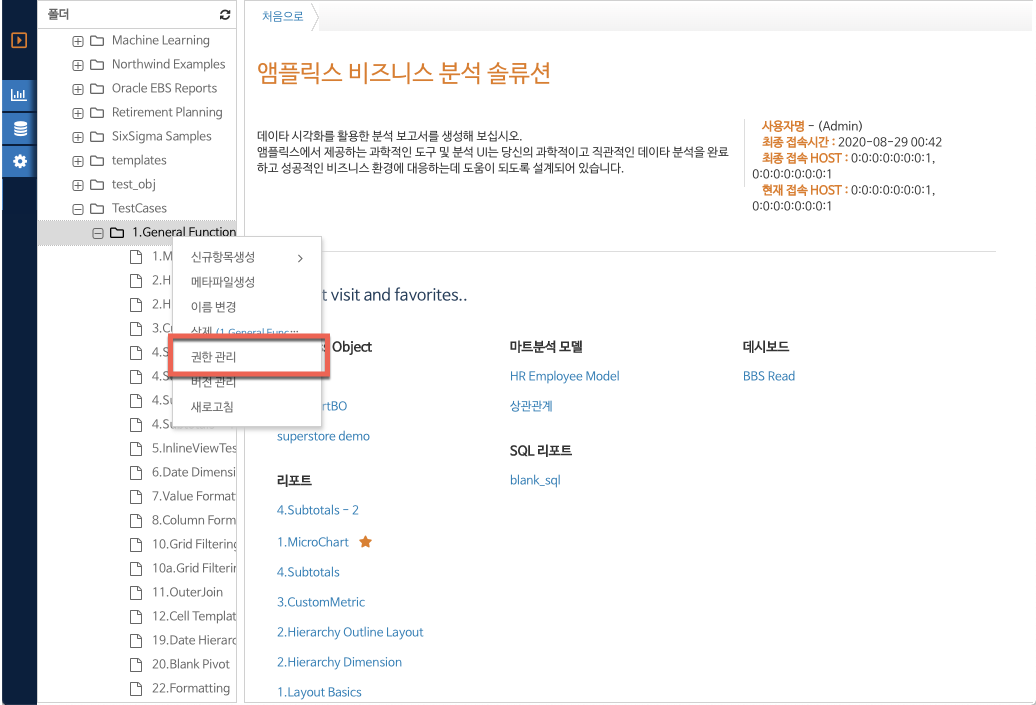 폴더
Machine Learning
Northwind Examples
Oracle EBS Reports
Retirement Planning
SixSigma Samples
templates
test_obj
TestCases
1.General Function
1.M
2.H
2.H
3.Cu
4.S
4.S
4.Su
4.Su
5.InlineViewTes
6.Date Dimensi
7.Value Format
8.Column Form
10.Grid Filtering
10a.Grid Filterin
11.OuterJoin
12.Cell Templat
19.Date Hierarc
20.Blank Pivot
22.Formatting
신규항목생성
메타파일생성
이름 변경
삭제 (1.General Func...
권한 관리
버전 관리
새로고침
처음으로
앰플릭스 비즈니스 분석 솔루션
데이타 시각화를 활용한 분석 보고서를 생성해 보십시오.
앰플릭스에서 제공하는 과학적인 도구 및 분석 UI는 당신의 과학적이고 직관적인 데이타 분석을 완료
하고 성공적인 비즈니스 환경에 대응하는데 도움이 되도록 설계되어 있습니다.
사용자명 - (Admin)
최종 접속시간 : 2020-08-29 00:42
최종 접속 HOST : 0:0:0:0:0:0:0:1,
0:0:0:0:0:0:0:1
현재 접속 HOST : 0:0:0:0:0:0:0:1,
0:0:0:0:0:0:0:1
t visit and favorites..
s Object
rtBO
superstore demo
리포트
4.Subtotals - 2
1.MicroChart
4.Subtotals
3.CustomMetric
2.Hierarchy Outline Layout
2.Hierarchy Dimension
1.Layout Basics
마트분석 모델
HR Employee Model
상관관계
SQL 리포트
blank_sql
데시보드
BBS Read